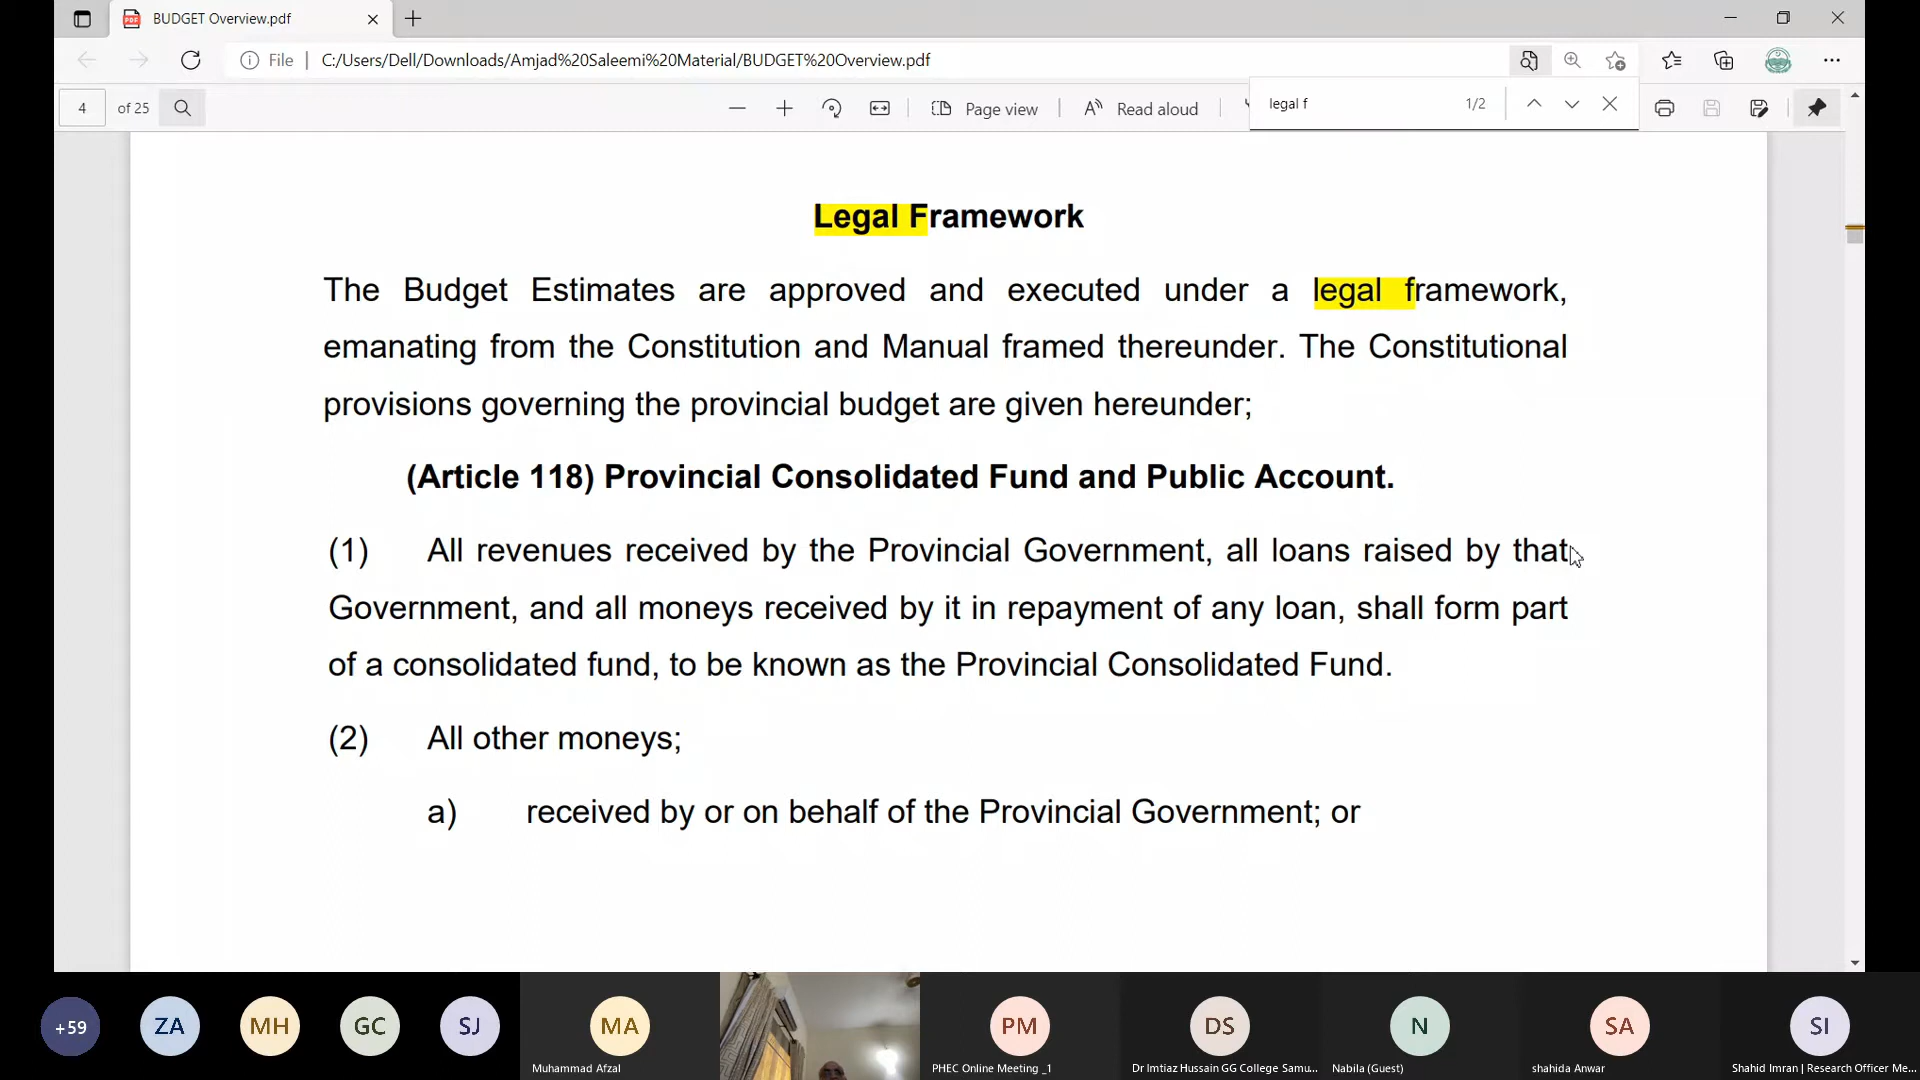 BUDGET Overview.pdf
File
C:/Users/Dell/Downloads/Amjad%20Saleemi%20Material/BUDGET%20Overview.pdf
4 of 25
Page view
Read aloud
legal f
1/2
Legal Framework
The Budget Estimates are approved and executed under a legal framework,
emanating from the Constitution and Manual framed thereunder. The Constitutional
provisions governing the provincial budget are given hereunder;
(Article 118) Provincial Consolidated Fund and Public Account.
(1) All revenues received by the Provincial Government, all loans raised by that
Government, and all moneys received by it in repayment of any loan, shall form part
of a consolidated fund, to be known as the Provincial Consolidated Fund.
(2) All other moneys;
a) received by or on behalf of the Provincial Government; or
+59
ZA
MH
GC
SJ
MA
PM
DS
N
SA
SI
Muhammad Afzal
PHEC Online Meeting _1
Dr Imtiaz Hussain GG College Samu...
Nabila (Guest)
shahida Anwar
Shahid Imran | Research Officer Me...